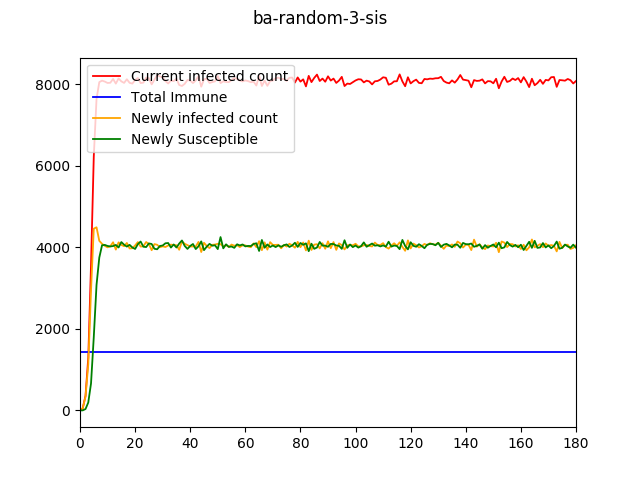 ba-random-3-sis
8000
6000
4000
2000
0
Current infected count
Total Immune
Newly infected count
Newly Susceptible
0 20 40 60 80 100 120 140 160 180